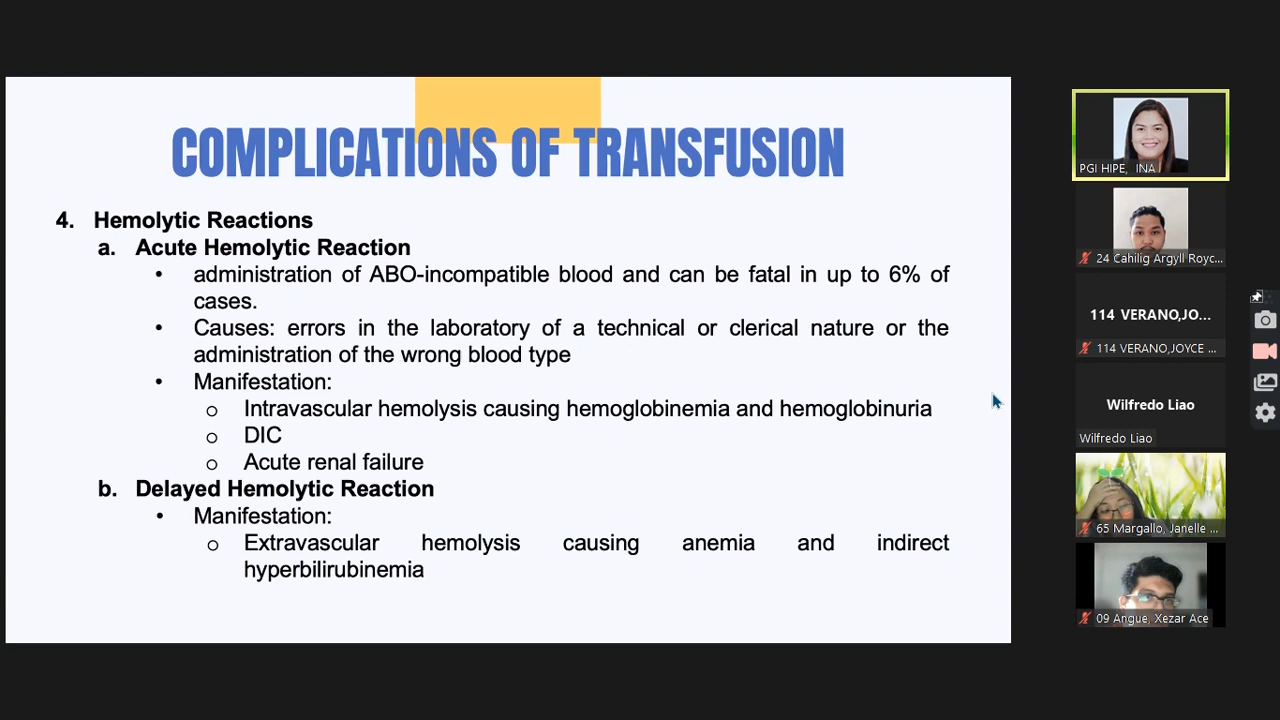 COMPLICATIONS OF TRANSFUSION
4. Hemolytic Reactions
a. Acute Hemolytic Reaction
• administration of ABO-incompatible blood and can be fatal in up to 6% of
cases.
• Causes: errors in the laboratory of a technical or clerical nature or the
administration of the wrong blood type
• Manifestation:
o Intravascular hemolysis causing hemoglobinemia and hemoglobinuria
o DIC
o Acute renal failure
b. Delayed Hemolytic Reaction
• Manifestation:
o Extravascular hemolysis causing anemia and indirect
hyperbilirubinemia
PGI HIPE, INA
24 Cahilig Argyll Royc...
114 VERANO,JO...
114 VERANO,JOYCE ...
Wilfredo Liao
Wilfredo Liao
65 Margallo, Janelle ...
09 Angue, Xezar Ace